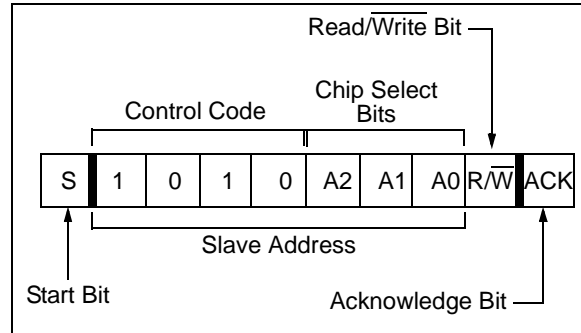 Read/Write Bit
Chip Select
Control Code Bits
S 1 0 1 0 A2 A1 A0 R/W ACK
Slave Address
Start Bit Acknowledge Bit